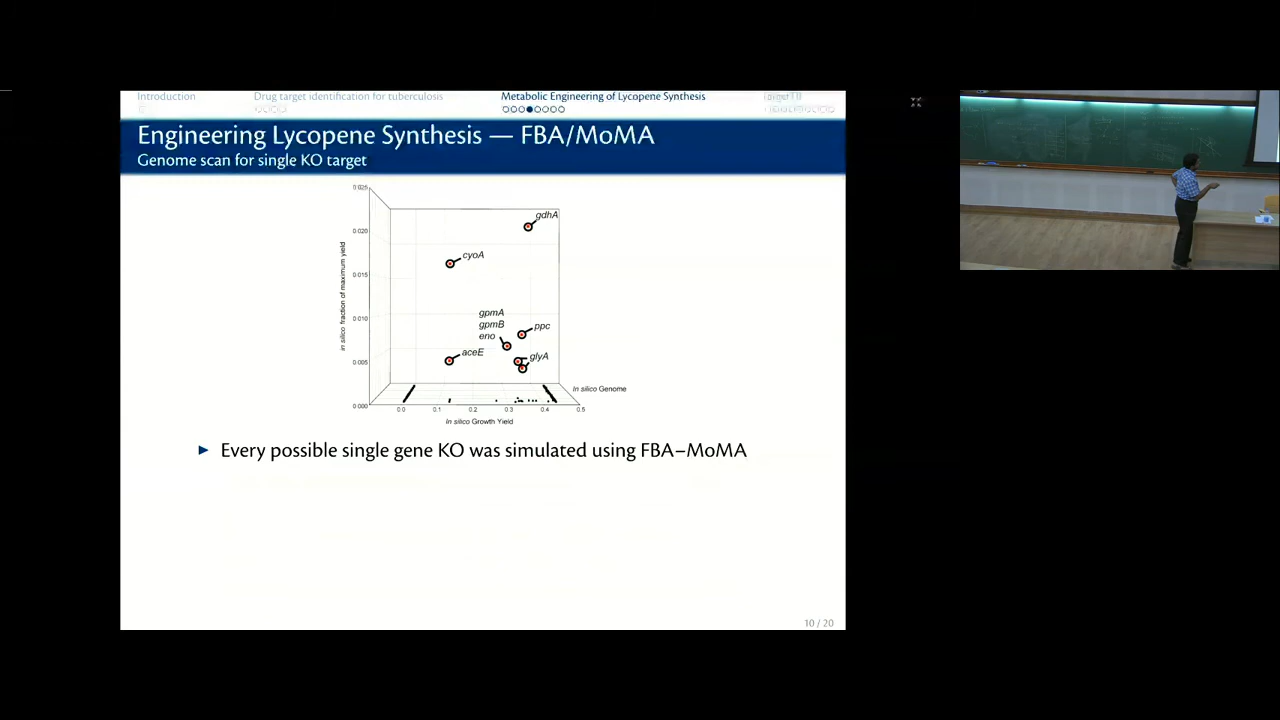 Introduction
Drug target identification for tuberculosis
Metabolic Engineering of Lycopene Synthesis
Engineering Lycopene Synthesis — FBA/MoMA
Genome scan for single KO target
0.025
0.020
0.015
0.010
0.005
0.000
in silico fraction of maximum yield
gdhA
cyoA
gpmA
gpmB
eno
ppc
aceE
glyA
In silico Genome
0.0 0.1 0.2 0.3 0.4 0.5
In silico Growth Yield
► Every possible single gene KO was simulated using FBA–MoMA
10 / 20